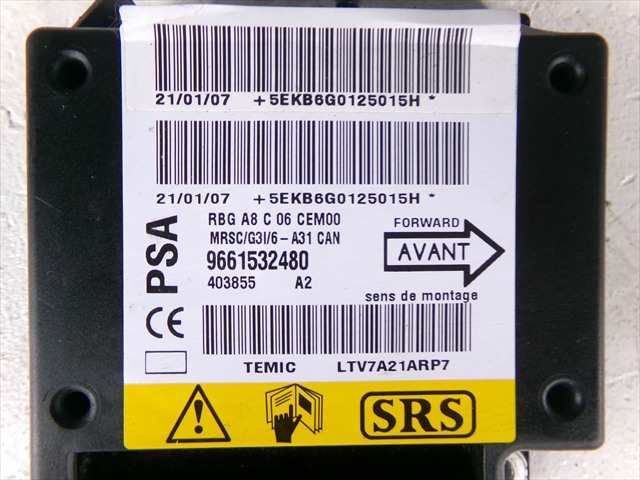 21/01/07 +5EKB6G0125015H *
21/01/07 +5EKB6G0125015H *
PSA
RBG A8 C 06 CEM00
MRSC/G3I/6-A31 CAN
9661532480
403855 A2
FORWARD
AVANT
sens de montage
CE
TEMIC LTV7A21ARP7
SRS